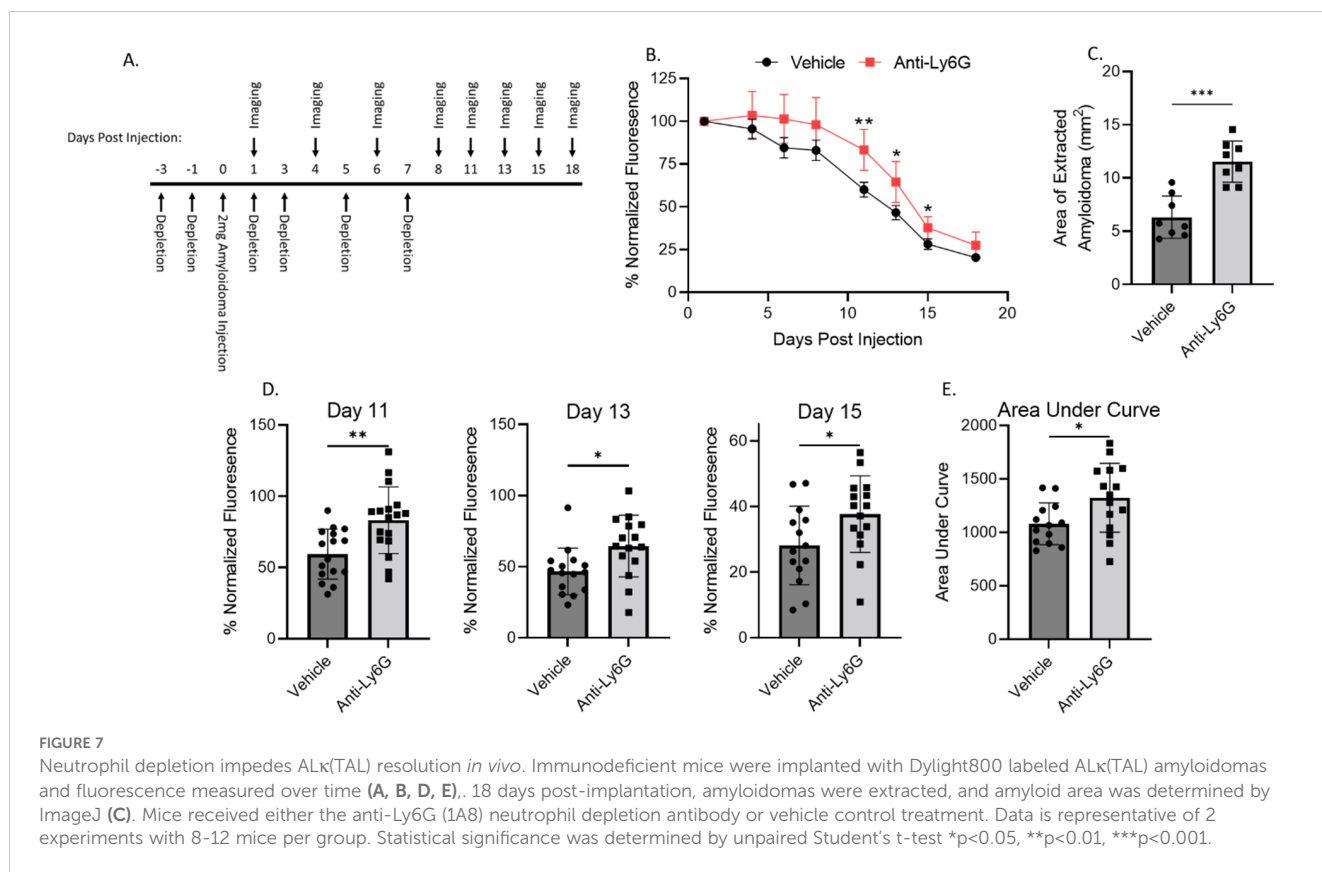 A.
Imaging Imaging Imaging Imaging Imaging Imaging Imaging Imaging
Days Post Injection:
-3 -1 0 1 3 4 5 6 7 8 11 13 15 18
Depletion Depletion 2mg Amyloidoma Injection Depletion Depletion Depletion Depletion
B.
Vehicle Anti-Ly6G
% Normalized Fluoresence
125
100
75
50
25
0
** * *
0 5 10 15 20
Days Post Injection
C.
Area of Extracted
Amyloidoma (mm2)
20
15
10
5
0
***
Vehicle Anti-Ly6G
D.
Day 11
% Normalized Fluoresence
150
100
50
0
**
Vehicle Anti-Ly6G
Day 13
% Normalized Fluoresence
150
100
50
0
*
Vehicle Anti-Ly6G
Day 15
% Normalized Fluoresence
60
40
20
0
*
Vehicle Anti-Ly6G
E.
Area Under Curve
Area Under Curve
2000
1500
1000
500
0
*
Vehicle Anti-Ly6G
FIGURE 7
Neutrophil depletion impedes ALκ(TAL) resolution in vivo. Immunodeficient mice were implanted with Dylight800 labeled ALκ(TAL) amyloidomas
and fluorescence measured over time (A, B, D, E),. 18 days post-implantation, amyloidomas were extracted, and amyloid area was determined by
ImageJ (C). Mice received either the anti-Ly6G (1A8) neutrophil depletion antibody or vehicle control treatment. Data is representative of 2
experiments with 8-12 mice per group. Statistical significance was determined by unpaired Student's t-test *p<0.05, **p<0.01, ***p<0.001.